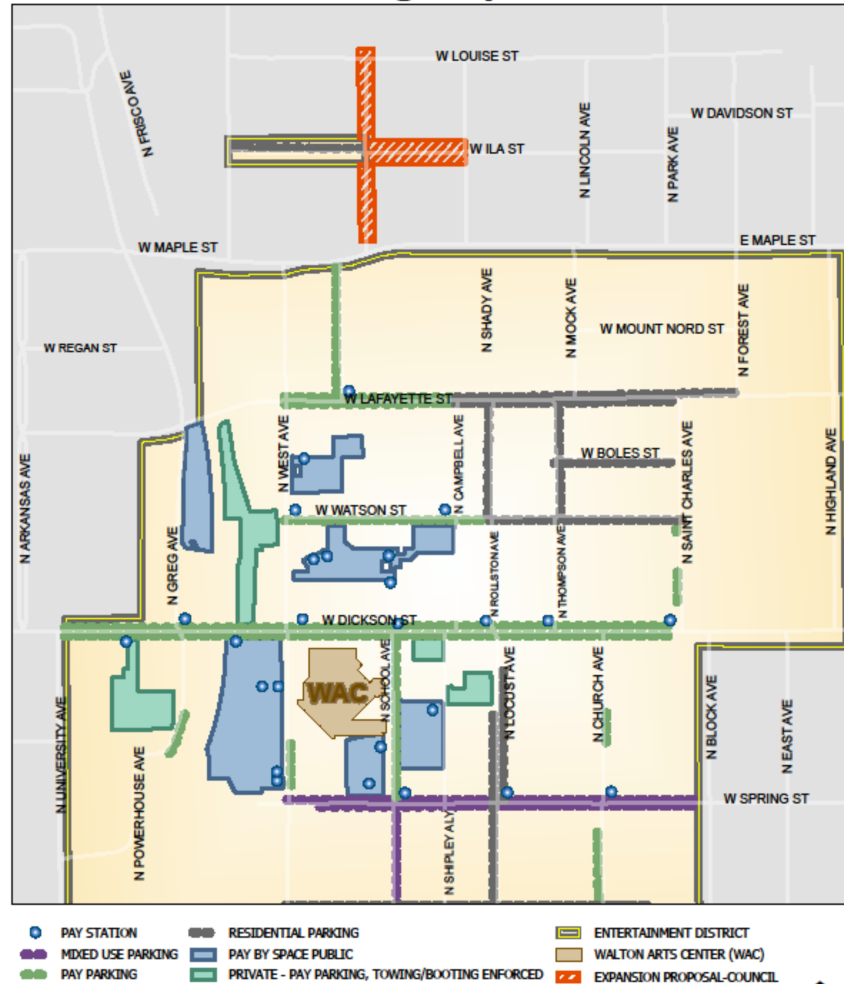 W LOUISE ST
N FRISCO AVE
N LINCOLN AVE
W DAVIDSON ST
N PARK AVE
W ILA ST
W MAPLE ST
E MAPLE ST
N SHADY AVE
N MOCK AVE
W MOUNT NORD ST
N FOREST AVE
W REGAN ST
W LAFAYETTE ST
N WEST AVE
N CAMPBELL AVE
W BOLES ST
N SAINT CHARLES AVE
N HIGHLAND AVE
N ARKANSAS AVE
W WATSON ST
N GREG AVE
N ROLLSTON AVE
N THOMPSON AVE
W DICKSON ST
WAC
N SCHOOL AVE
N LOCUST AVE
N CHURCH AVE
N BLOCK AVE
N EAST AVE
N UNIVERSITY AVE
N POWERHOUSE AVE
N SHIPLEY ALY
W SPRING ST
PAY STATION
RESIDENTIAL PARKING
ENTERTAINMENT DISTRICT
MIXED USE PARKING
PAY BY SPACE PUBLIC
WALTON ARTS CENTER (WAC)
PAY PARKING
PRIVATE - PAY PARKING, TOWING/BOOTING ENFORCED
EXPANSION PROPOSAL-COUNCIL